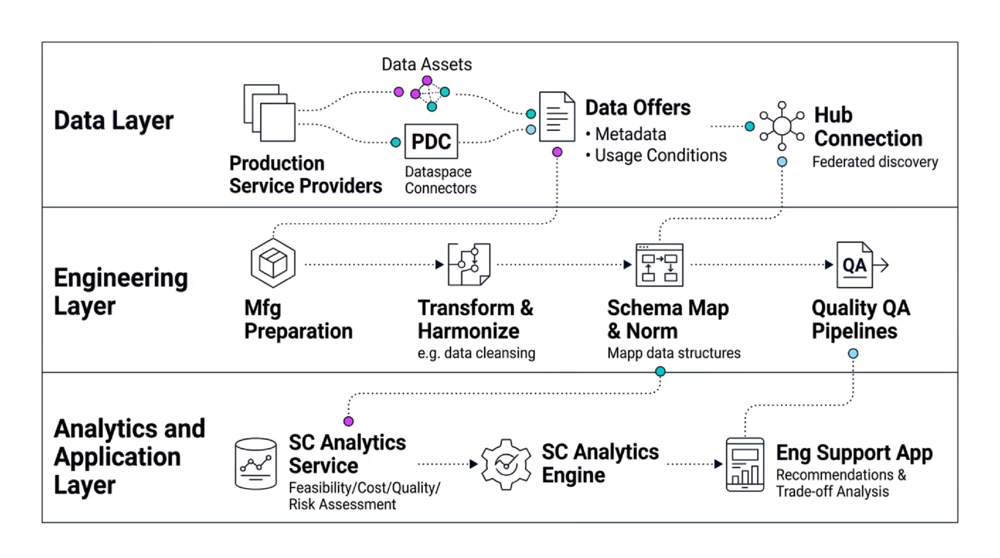 Data Layer
Production
Service Providers
Data Assets
PDC
Dataspace
Connectors
Data Offers
• Metadata
• Usage Conditions
Hub
Connection
Federated discovery
Engineering
Layer
Mfg
Preparation
Transform &
Harmonize
e.g. data cleansing
Schema Map
& Norm
Mapp data structures
QA
Quality QA
Pipelines
Analytics and
Application
Layer
SC Analytics
Service
Feasibility/Cost/Quality/
Risk Assessment
SC Analytics
Engine
Eng Support App
Recommendations &
Trade-off Analysis